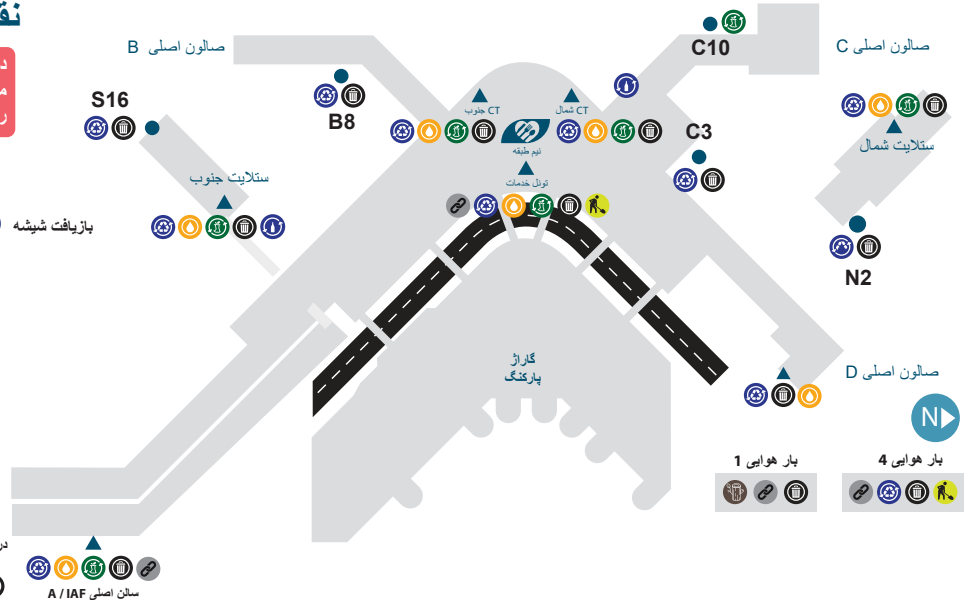 نق
د
م
ر
صالون اصلی B
صالون اصلی C
C10
S16
B8
CT جنوب
CT شمال
C3
نیم طبقه
ستلایت شمال
ستلایت جنوب
تونل خدمات
بازیافت شیشه
N2
گاراژ
پارکنگ
صالون اصلی D
N
بار هوایی 1
بار هوایی 4
در
سالن اصلی A / IAF